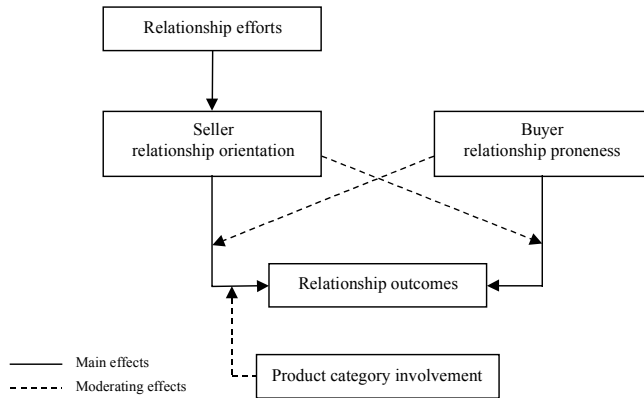 Relationship efforts
Seller
relationship orientation
Buyer
relationship proneness
Relationship outcomes
Product category involvement
Main effects
Moderating effects